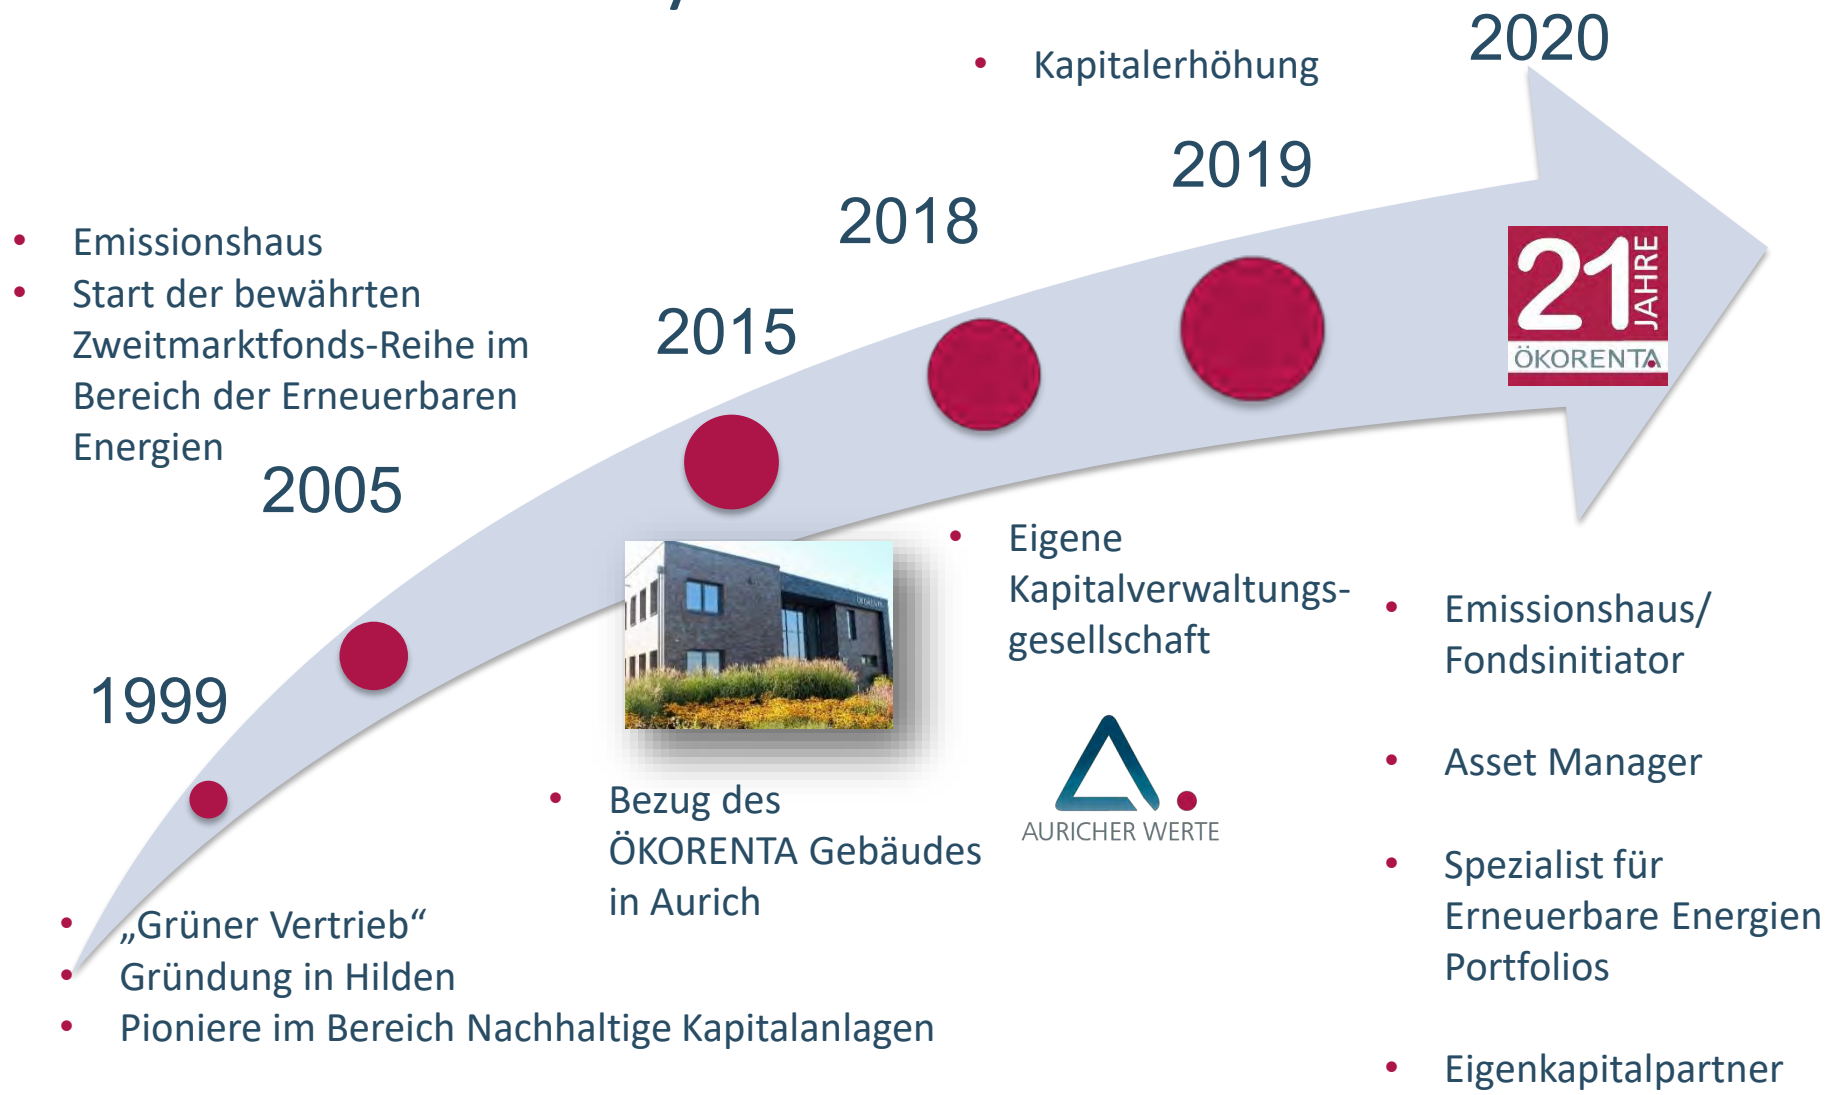 2020
• Kapitalerhöhung
2019
2018
• Emissionshaus
• Start der bewährten
Zweitmarktfonds-Reihe im
Bereich der Erneuerbaren
Energien
2015
2005
1999
21 JAHRE
ÖKORENTA
• „Grüner Vertrieb“
• Gründung in Hilden
• Pioniere im Bereich Nachhaltige Kapitalanlagen
ÖKORENTA
• Bezug des
ÖKORENTA Gebäudes
in Aurich
• Eigene
Kapitalverwaltungs-
gesellschaft
AURICHER WERTE
• Emissionshaus/
Fondsinitiator
• Asset Manager
• Spezialist für
Erneuerbare Energien
Portfolios
• Eigenkapitalpartner